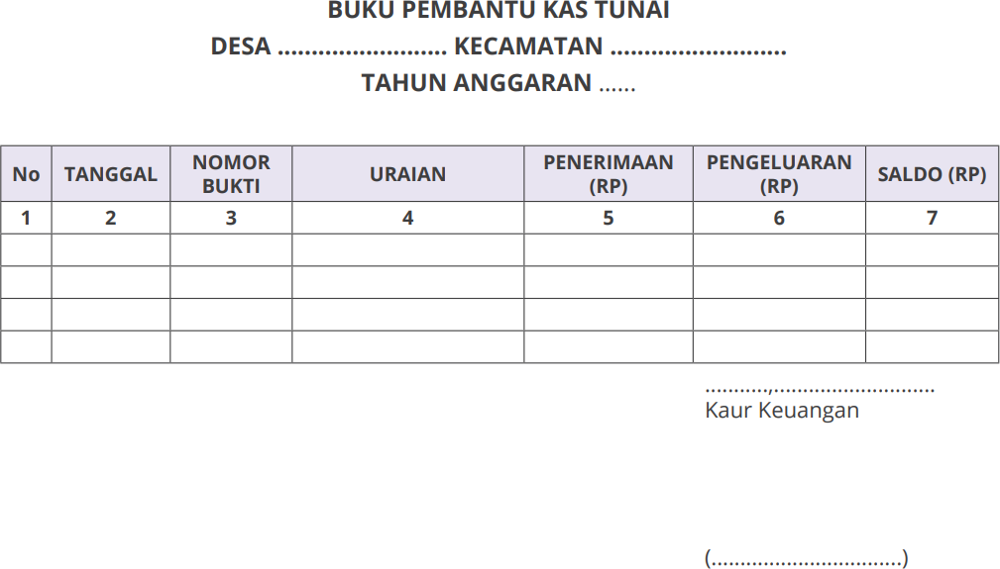 BUKU PEMBANTU KAS TUNAI
DESA ......................... KECAMATAN ..........................
TAHUN ANGGARAN ......
No TANGGAL NOMOR BUKTI URAIAN PENERIMAAN (RP) PENGELUARAN (RP) SALDO (RP)
1 2 3 4 5 6 7
...........,............................
Kaur Keuangan
(.................................)